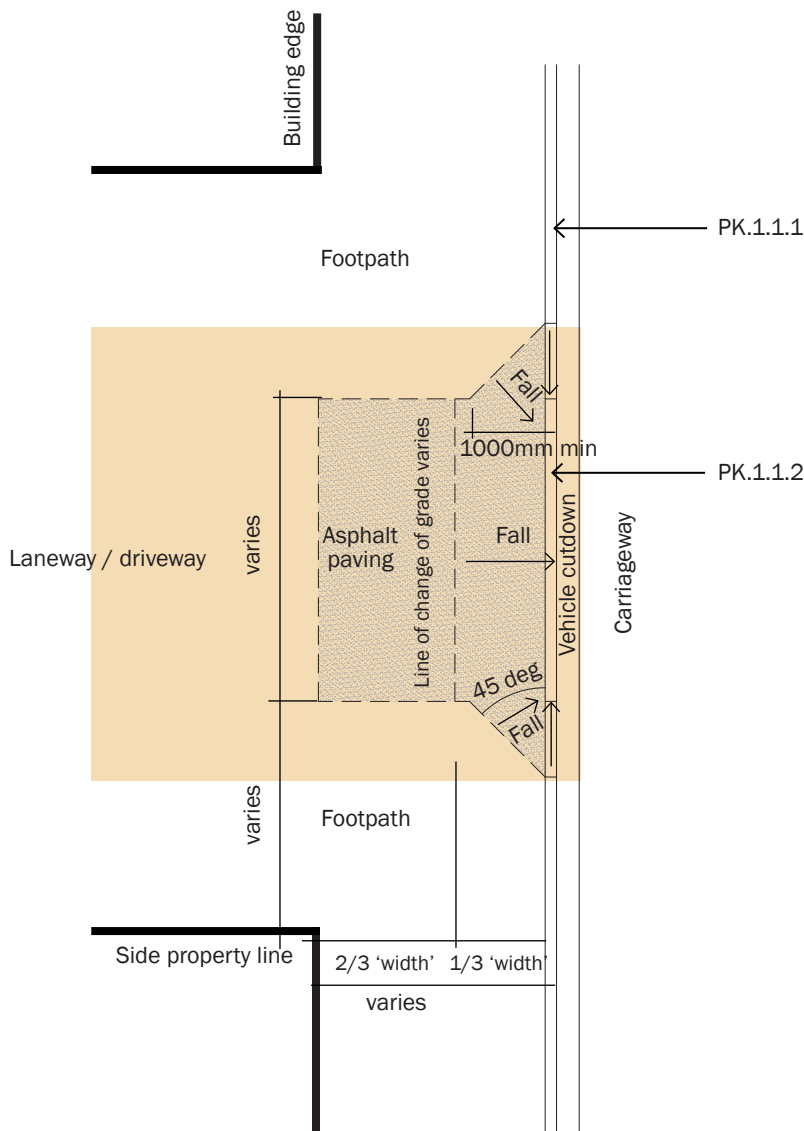 Building edge
PK.1.1.1
Footpath
Fall
1000mm min
PK.1.1.2
Laneway / driveway
varies
Asphalt
paving
Line of change of grade varies
Fall
Vehicle cutdown
Carriageway
45 deg
Fall
varies
Footpath
Side property line
2/3 ‘width’
1/3 ‘width’
varies